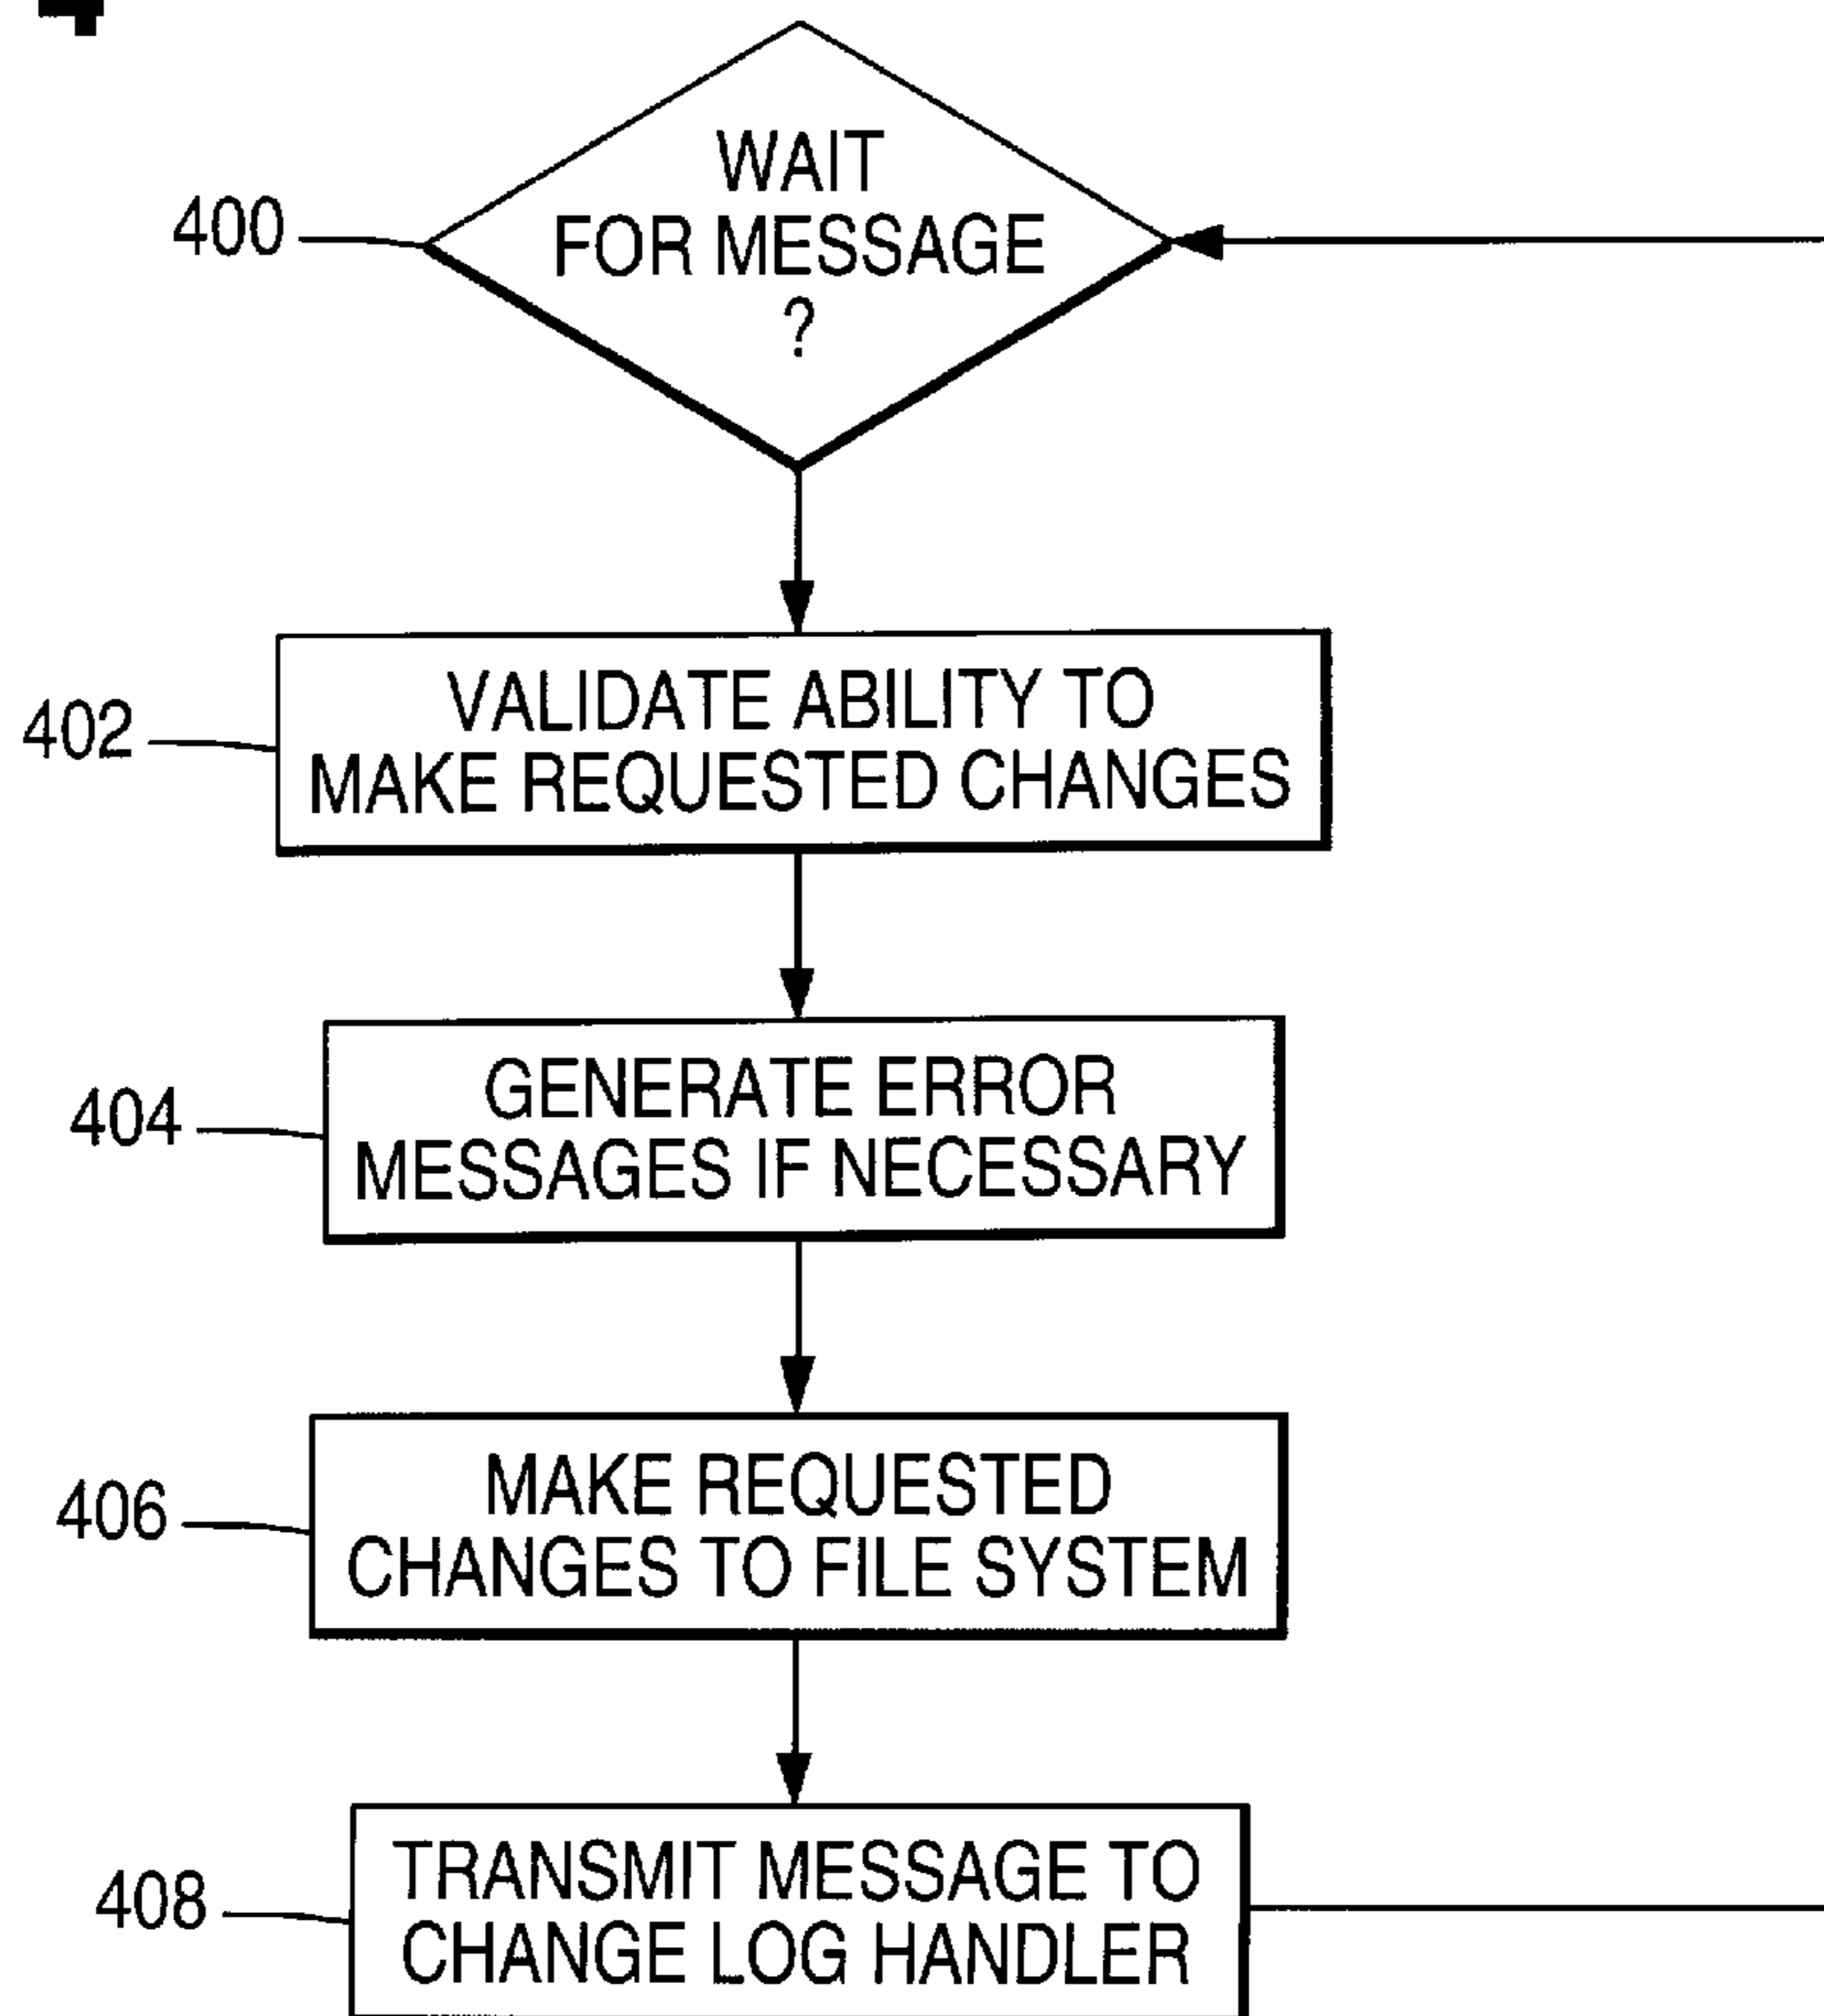 400
WAIT
FOR MESSAGE
?
402
VALIDATE ABILITY TO
MAKE REQUESTED CHANGES
404
GENERATE ERROR
MESSAGES IF NECESSARY
406
MAKE REQUESTED
CHANGES TO FILE SYSTEM
408
TRANSMIT MESSAGE TO
CHANGE LOG HANDLER